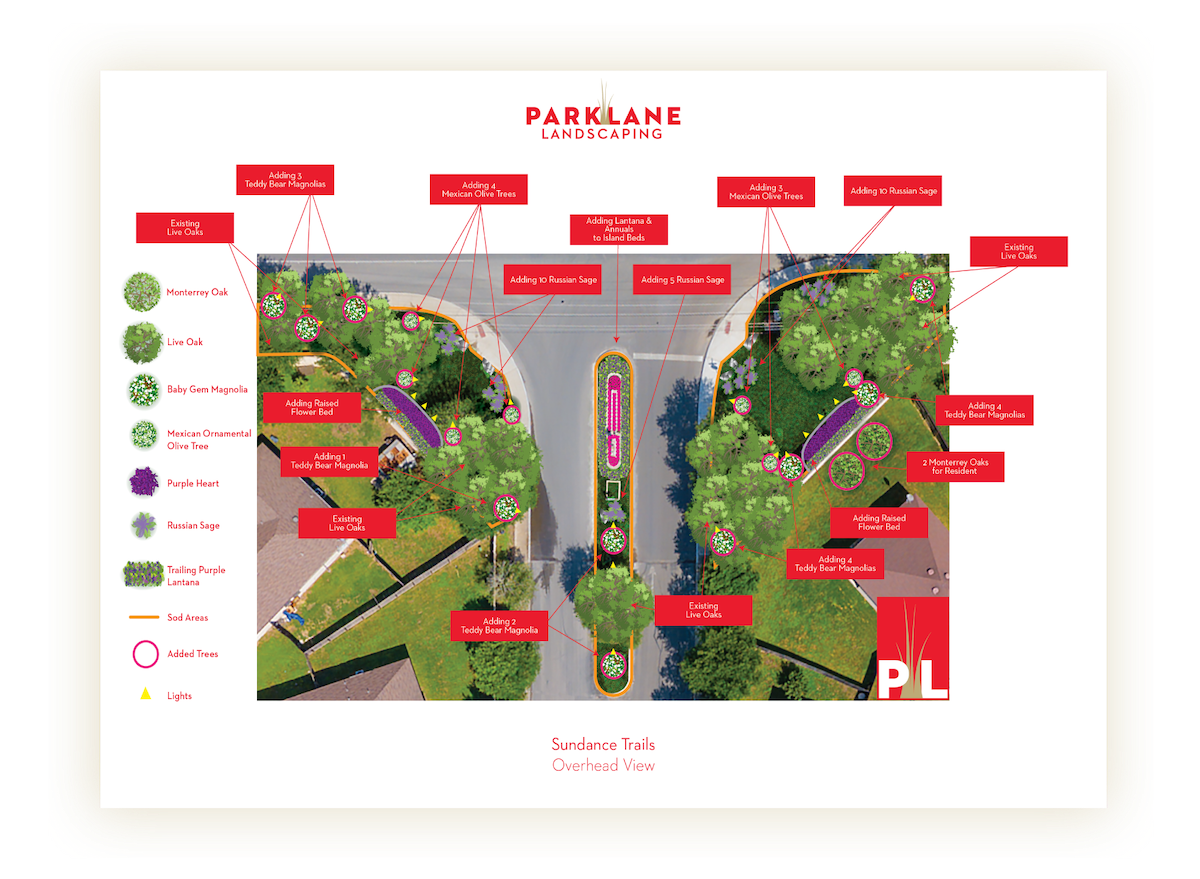 PARKLANE
LANDSCAPING
Adding 3
Teddy Bear Magnolias
Adding 4
Mexican Olive Trees
Adding 3
Mexican Olive Trees
Adding 10 Russian Sage
Existing
Live Oaks
Adding Lantana &
Annuals
to Island Beds
Existing
Live Oaks
Adding 10 Russian Sage
Adding 5 Russian Sage
Monterrey Oak
Live Oak
Baby Gem Magnolia
Mexican Ornamental
Olive Tree
Purple Heart
Russian Sage
Trailing Purple
Lantana
Sod Areas
Added Trees
Lights
Adding Raised
Flower Bed
Adding 4
Teddy Bear Magnolias
Adding 1
Teddy Bear Magnolia
2 Monterrey Oaks
for Resident
Existing
Live Oaks
Adding Raised
Flower Bed
Adding 4
Teddy Bear Magnolias
Existing
Live Oaks
Adding 2
Teddy Bear Magnolia
PL
Sundance Trails
Overhead View